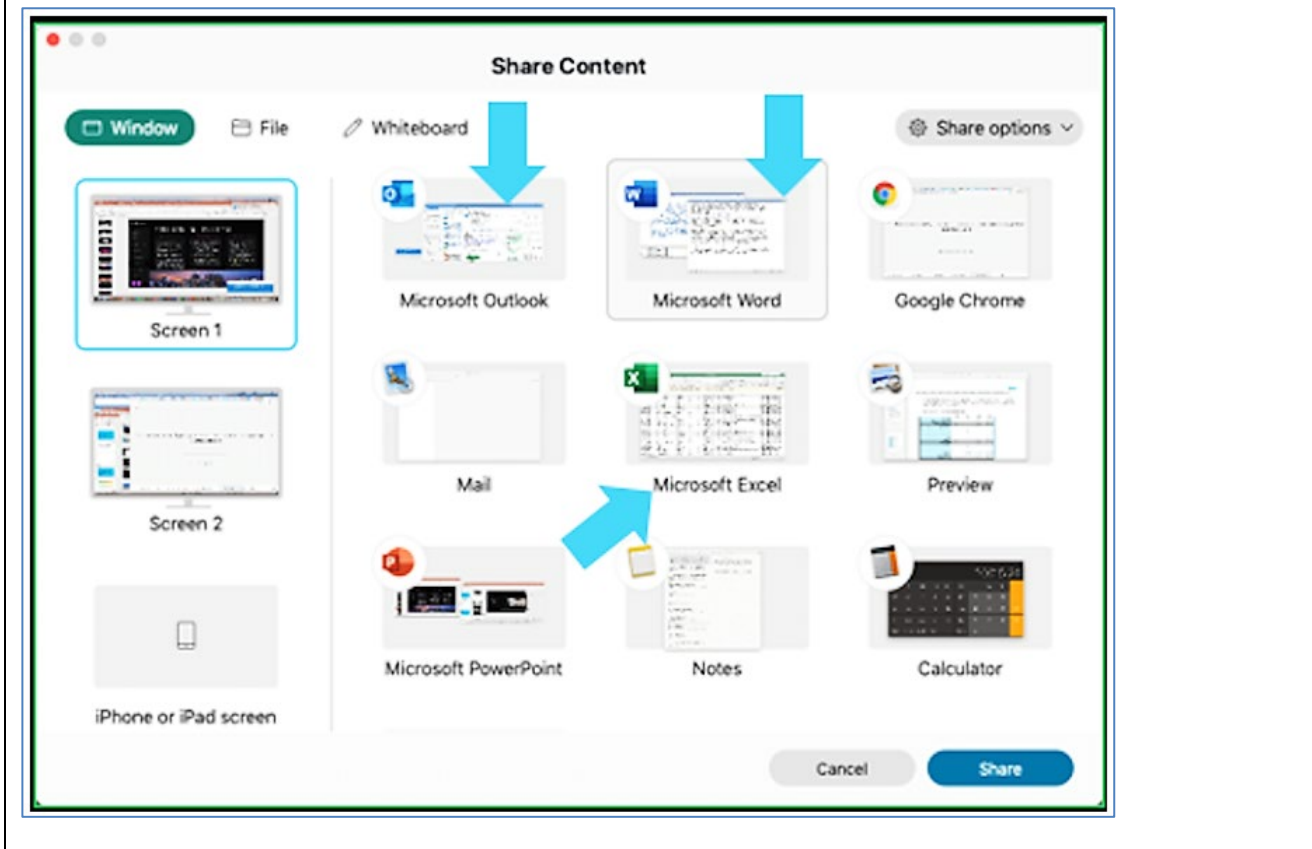 Share Content
Window File Whiteboard Share options
Screen 1
Screen 2
iPhone or iPad screen
Microsoft Outlook Microsoft Word Google Chrome
Mail Microsoft Excel Preview
Microsoft PowerPoint Notes Calculator
Cancel Share